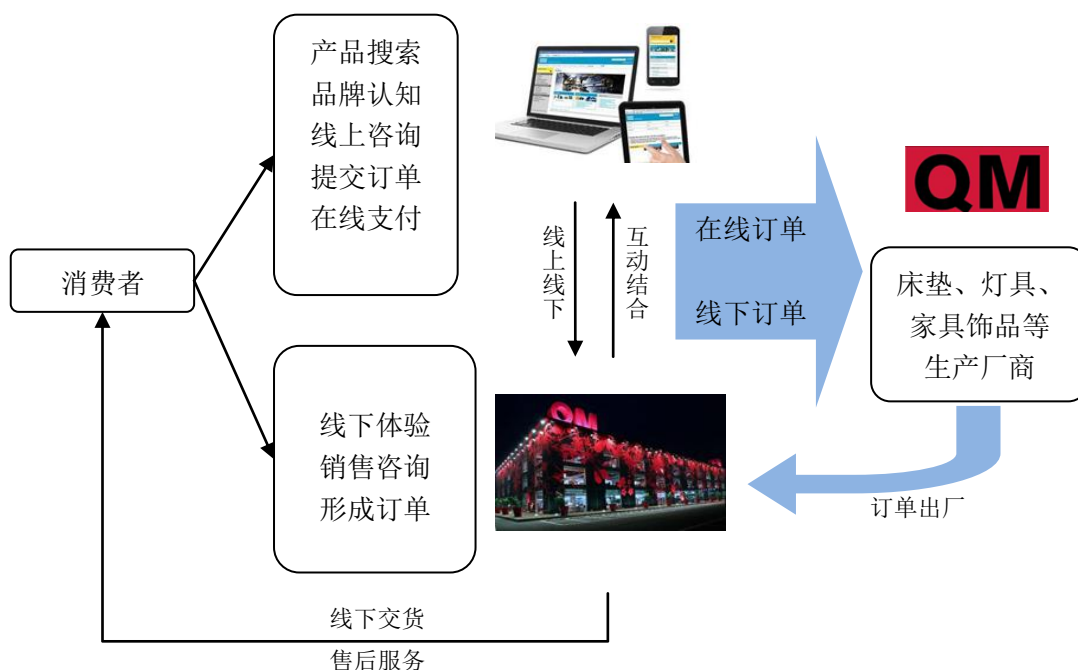 产品搜索
品牌认知
线上咨询
提交订单
在线支付
消费者
线下体验
销售咨询
形成订单
线上线下
互动结合
在线订单
线下订单
QM
床垫、灯具、
家具饰品等
生产厂商
QM
订单出厂
线下交货
售后服务